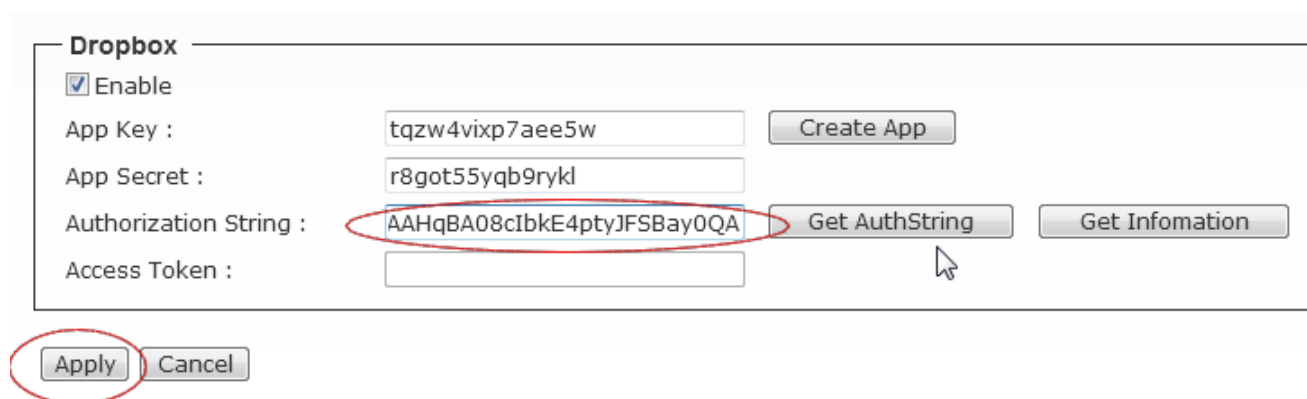 Dropbox
Enable
App Key : tqzw4vixp7aee5w Create App
App Secret : r8got55yqb9rykl
Authorization String : AAHqBA08cIbkE4ptyJFSBay0QA Get AuthString Get Infomation
Access Token :
Apply Cancel